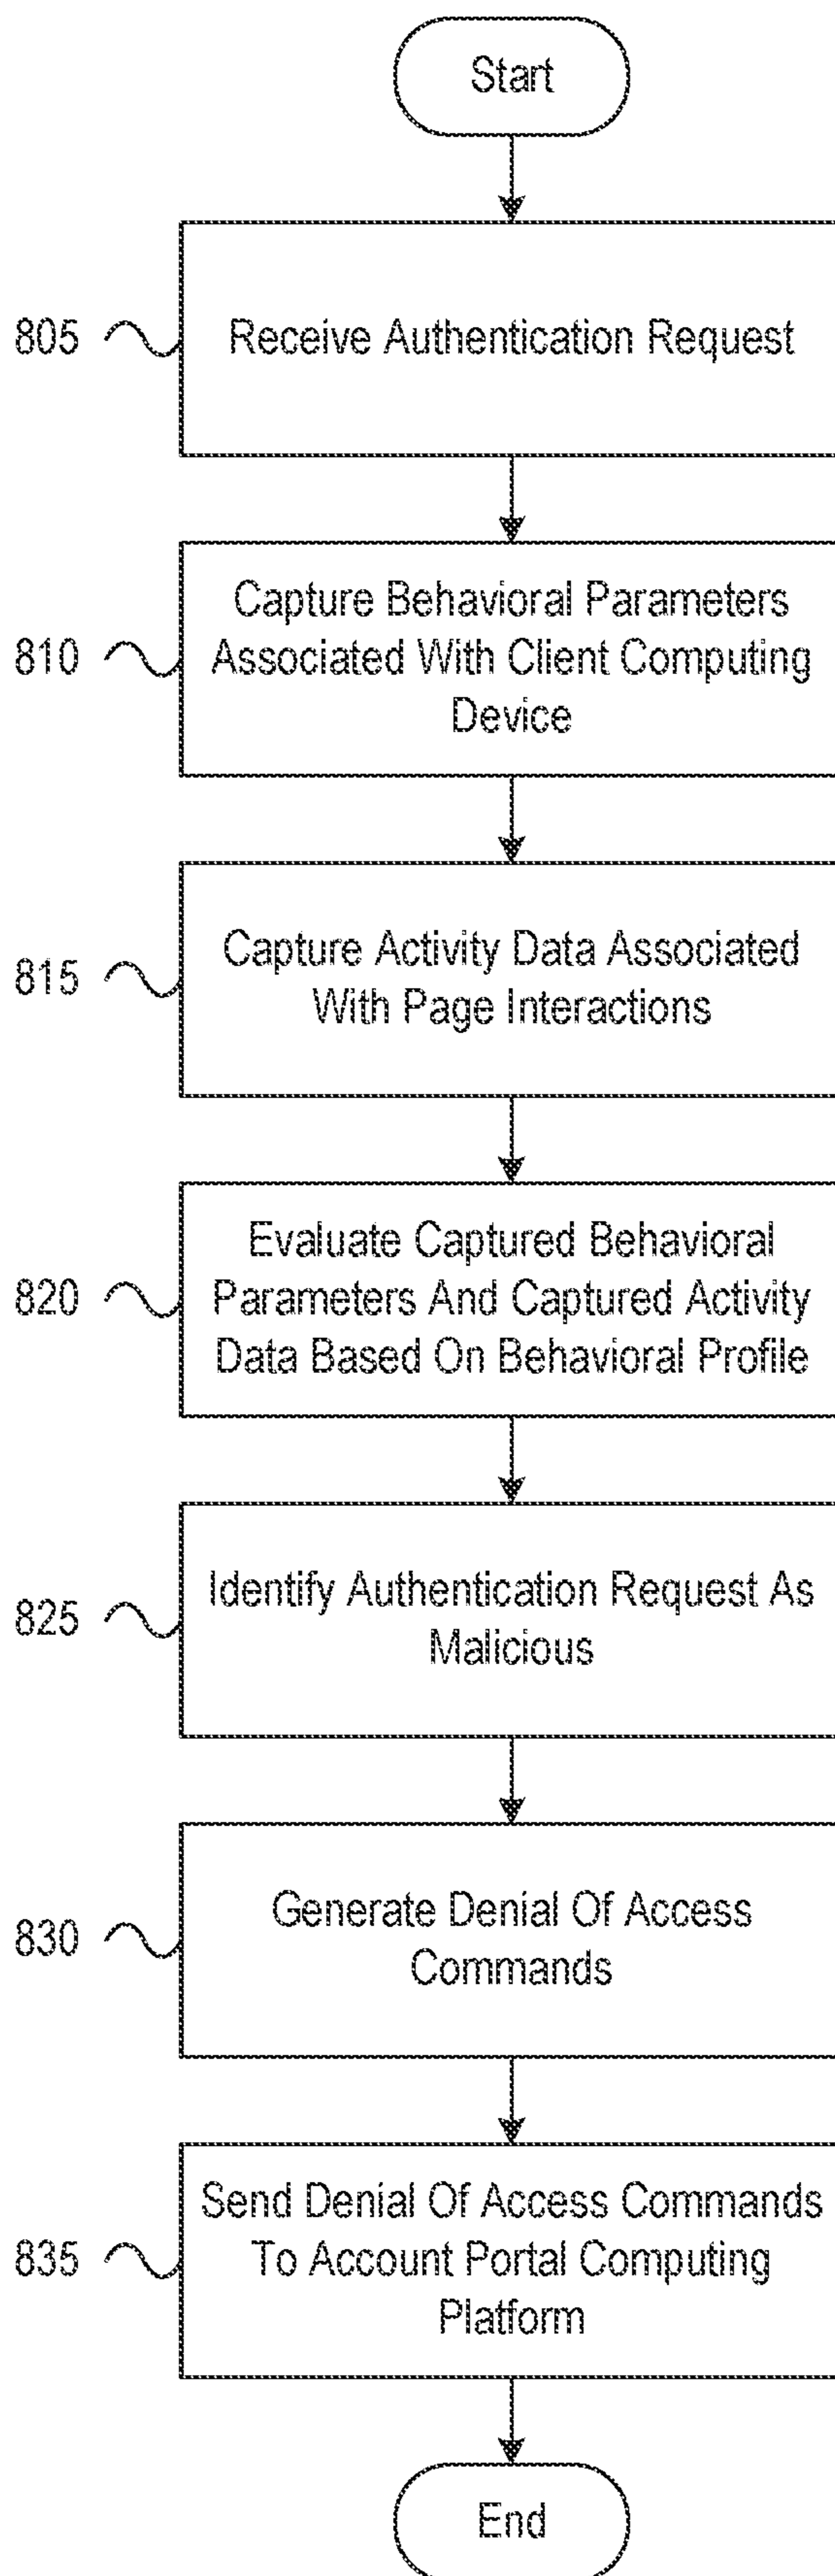 Start
805
Receive Authentication Request
810
Capture Behavioral Parameters
Associated With Client Computing
Device
815
Capture Activity Data Associated
With Page Interactions
820
Evaluate Captured Behavioral
Parameters And Captured Activity
Data Based On Behavioral Profile
825
Identify Authentication Request As
Malicious
830
Generate Denial Of Access
Commands
835
Send Denial Of Access Commands
To Account Portal Computing
Platform
End